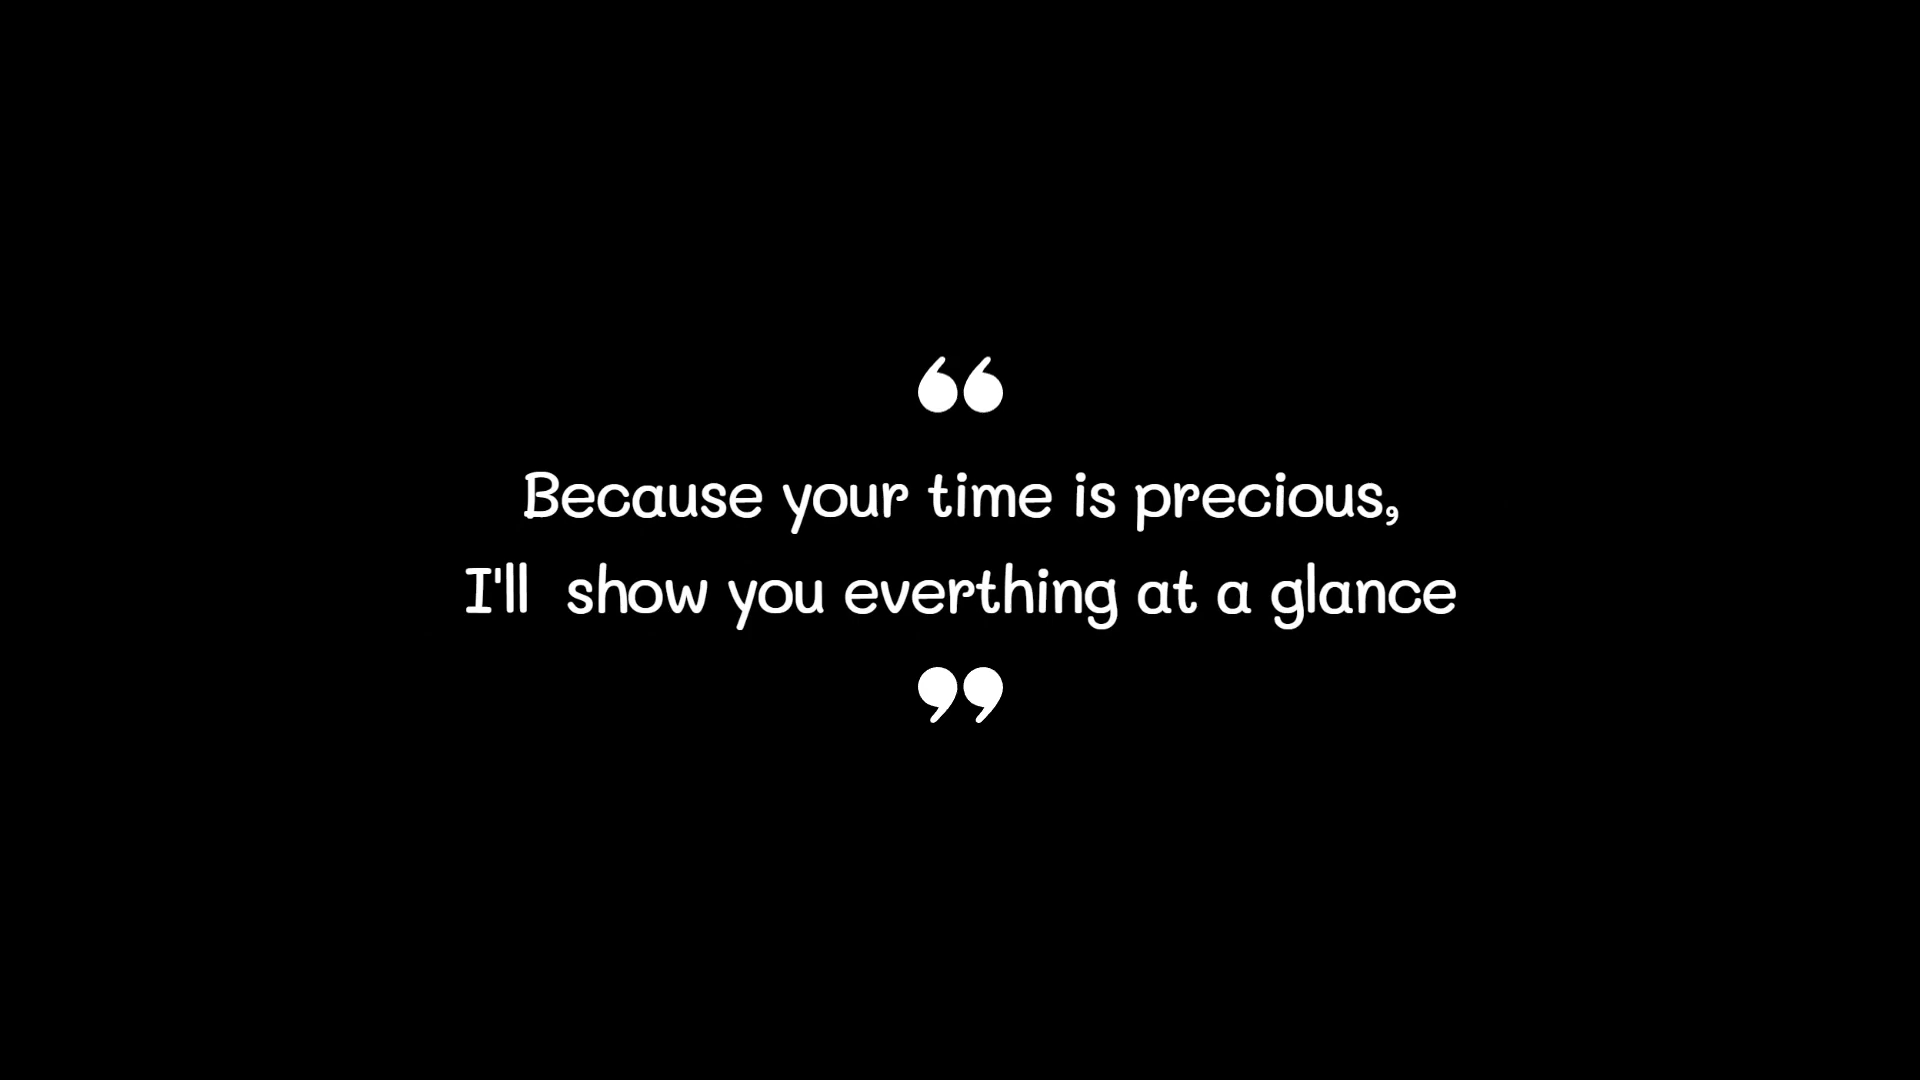 “
Because your time is precious,
I'll  show you everthing at a glance
”